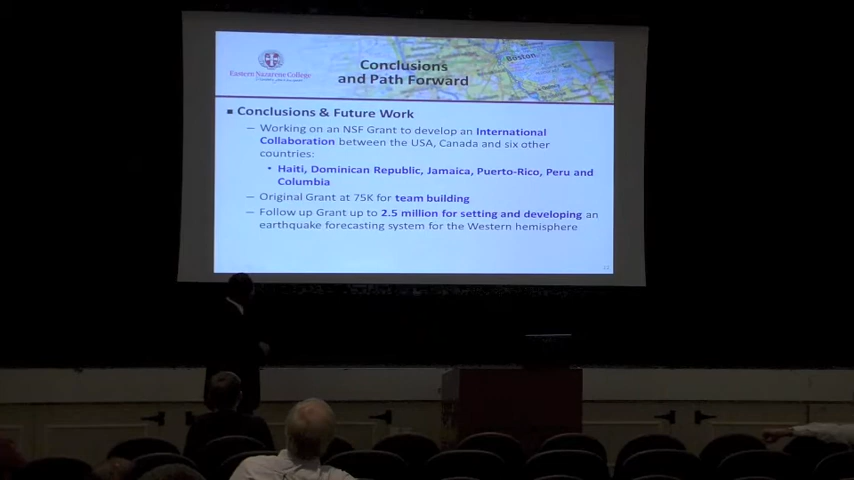 Eastern Nazarene College
Boston
Conclusions
and Path Forward
■ Conclusions & Future Work
– Working on an NSF Grant to develop an International
Collaboration between the USA, Canada and six other
countries:
• Haiti, Dominican Republic, Jamaica, Puerto-Rico, Peru and
Columbia
– Original Grant at 75K for team building
– Follow up Grant up to 2.5 million for setting and developing an
earthquake forecasting system for the Western hemisphere